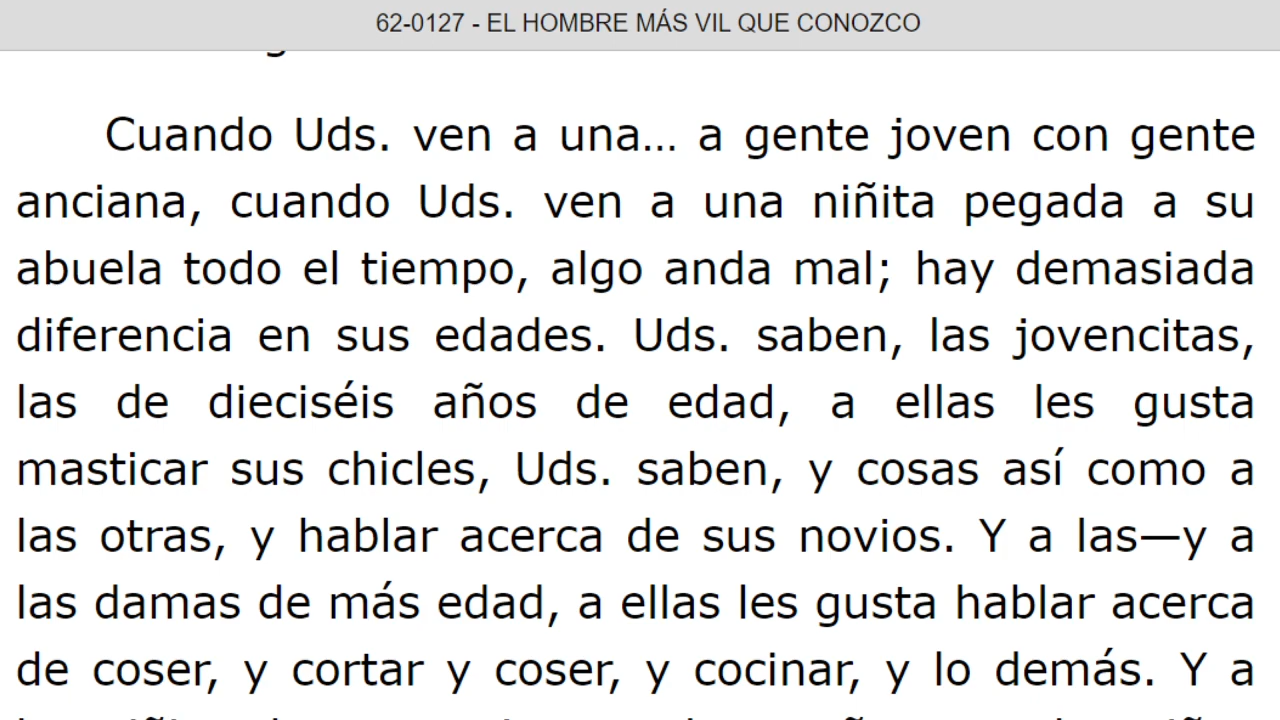 62-0127 - EL HOMBRE MÁS VIL QUE CONOZCO
Cuando Uds. ven a una... a gente joven con gente
anciana, cuando Uds. ven a una niñita pegada a su
abuela todo el tiempo, algo anda mal; hay demasiada
diferencia en sus edades. Uds. saben, las jovencitas,
las de dieciséis años de edad, a ellas les gusta
masticar sus chicles, Uds. saben, y cosas así como a
las otras, y hablar acerca de sus novios. Y a las—y a
las damas de más edad, a ellas les gusta hablar acerca
de coser, y cortar y coser, y cocinar, y lo demás. Y a